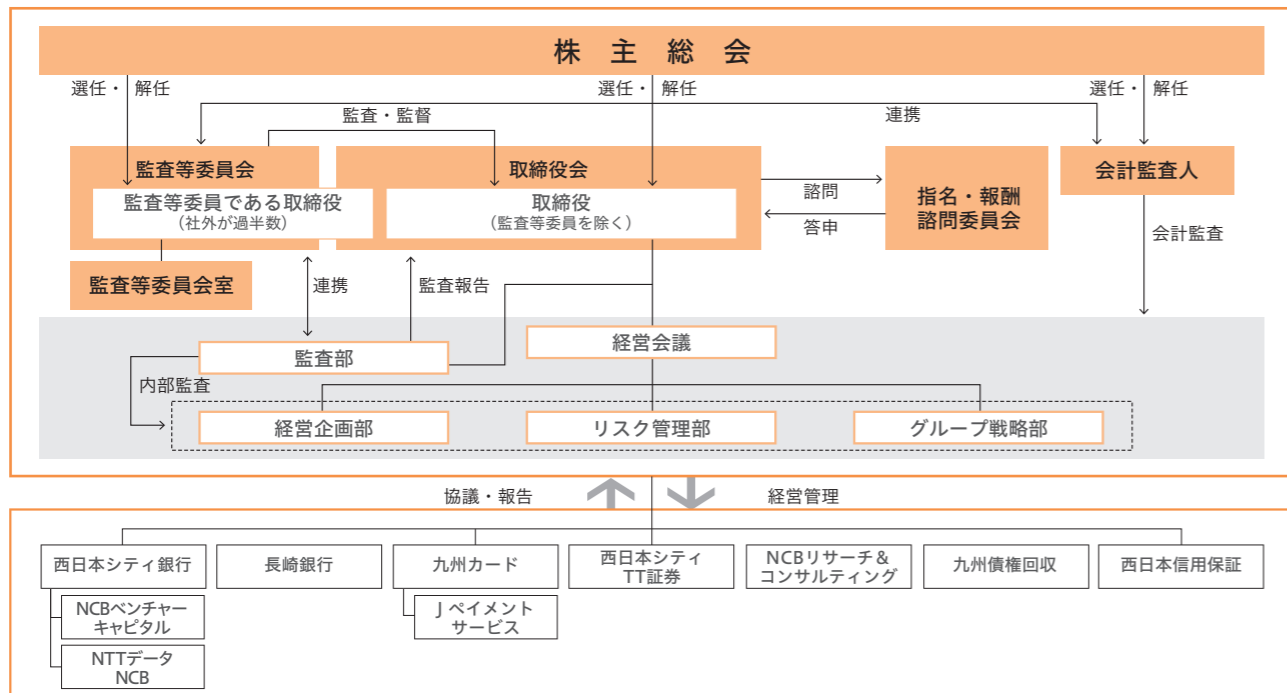 株 主 総 会
選任・ 解任
選任・ 解任
選任・ 解任
監査・監督
連携
監査等委員会
取締役会
会計監査人
監査等委員である取締役
（社外が過半数）
取締役
（監査等委員を除く）
諮問
答申
指名・報酬
諮問委員会
会計監査
監査等委員会室
連携
監査報告
経営会議
監査部
内部監査
経営企画部
リスク管理部
グループ戦略部
協議・報告
経営管理
西日本シティ銀行
長崎銀行
九州カード
西日本シティ
TT証券
NCBリサーチ＆
コンサルティング
九州債権回収
西日本信用保証
NCBベンチャー
キャピタル
J ペイメント
サービス
NTTデータ
NCB